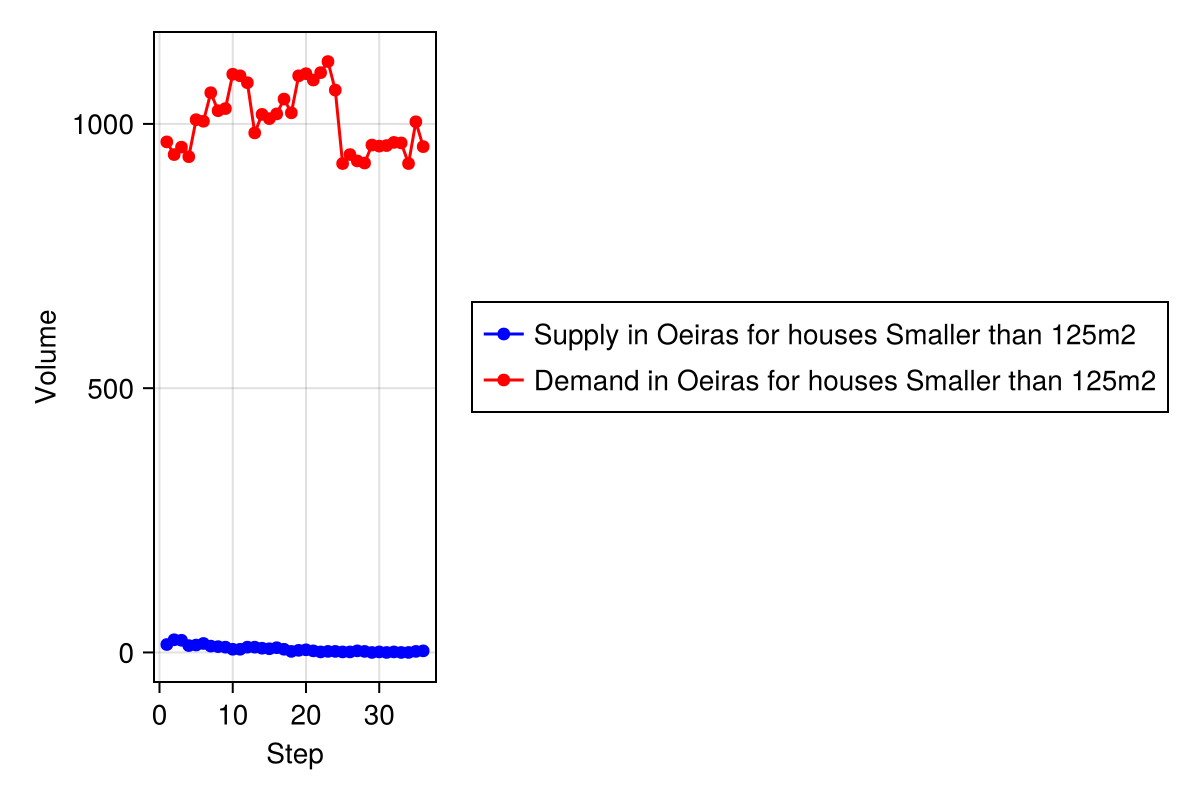 Volume
1000
500
0
0 10 20 30
Step
Supply in Oeiras for houses Smaller than 125m2
Demand in Oeiras for houses Smaller than 125m2